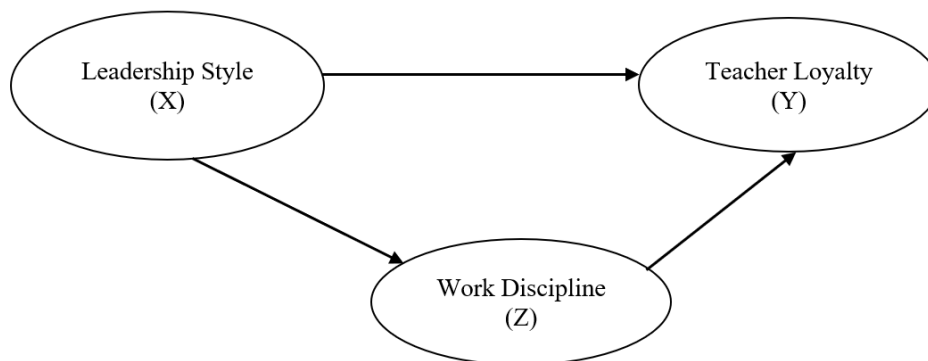 Leadership Style
(X)
Teacher Loyalty
(Y)
Work Discipline
(Z)